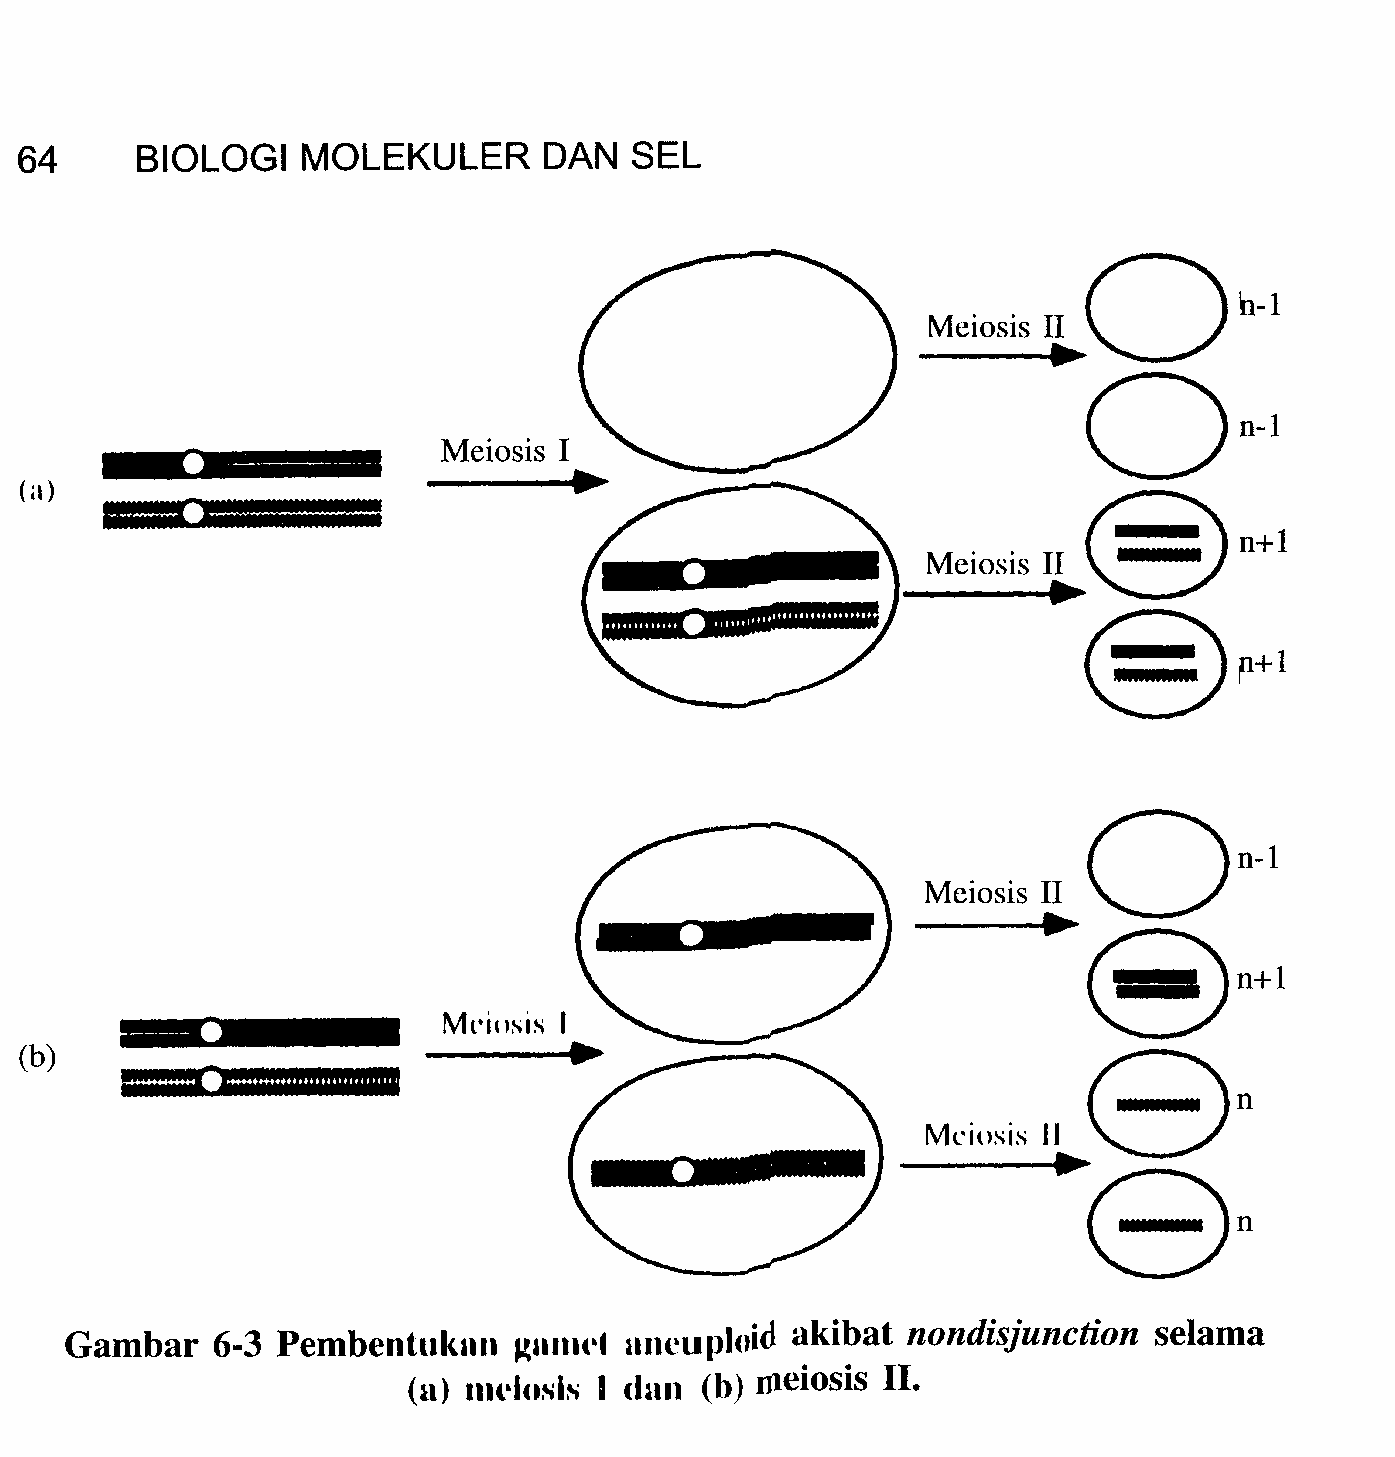 64 BIOLOGI MOLEKULER DAN SEL
n-1
Meiosis II
n-1
Meiosis I
(a)
n+1
Meiosis II
n+1
n-1
Meiosis II
n+1
Meiosis I
(b)
n
Meiosis II
n
Gambar 6-3 Pembentukan gamet aneuploid akibat nondisjunction selama
(a) meiosis I dan (b) meiosis II.